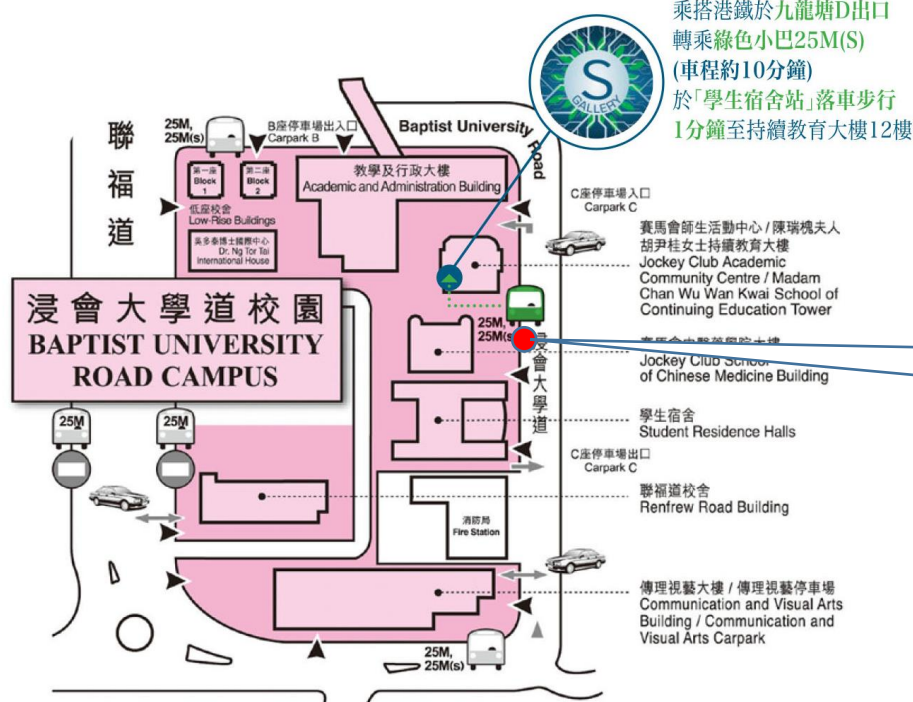 乘搭港鐵於九龍塘D出口
轉乘綠色小巴25M(S)
(車程約10分鐘)
於「學生宿舍站」落車步行
1分鐘至持續教育大樓12樓
S
GALLERY
聯福道
25M,
25M(s)
B座停車場出入口
Carpark B
Baptist University Road
第一座
Block
1
第二座
Block
2
教學及行政大樓
Academic and Administration Building
低座校舍
Low-Rise Buildings
吳多泰博士國際中心
Dr. Ng Tor Tai
International House
C座停車場入口
Carpark C
賽馬會師生活動中心 / 陳瑞槐夫人
胡尹桂女士持續教育大樓
Jockey Club Academic
Community Centre / Madam
Chan Wu Wan Kwai School of
Continuing Education Tower
浸會大學道校園
BAPTIST UNIVERSITY
ROAD CAMPUS
25M,
25M(s)
浸會大學道
賽馬會中醫藥學院大樓
Jockey Club School
of Chinese Medicine Building
25M
25M
學生宿舍
Student Residence Halls
C座停車場出口
Carpark C
聯福道校舍
Renfrew Road Building
消防局
Fire Station
傳理視藝大樓 / 傳理視藝停車場
Communication and Visual Arts
Building / Communication and
Visual Arts Carpark
25M,
25M(s)